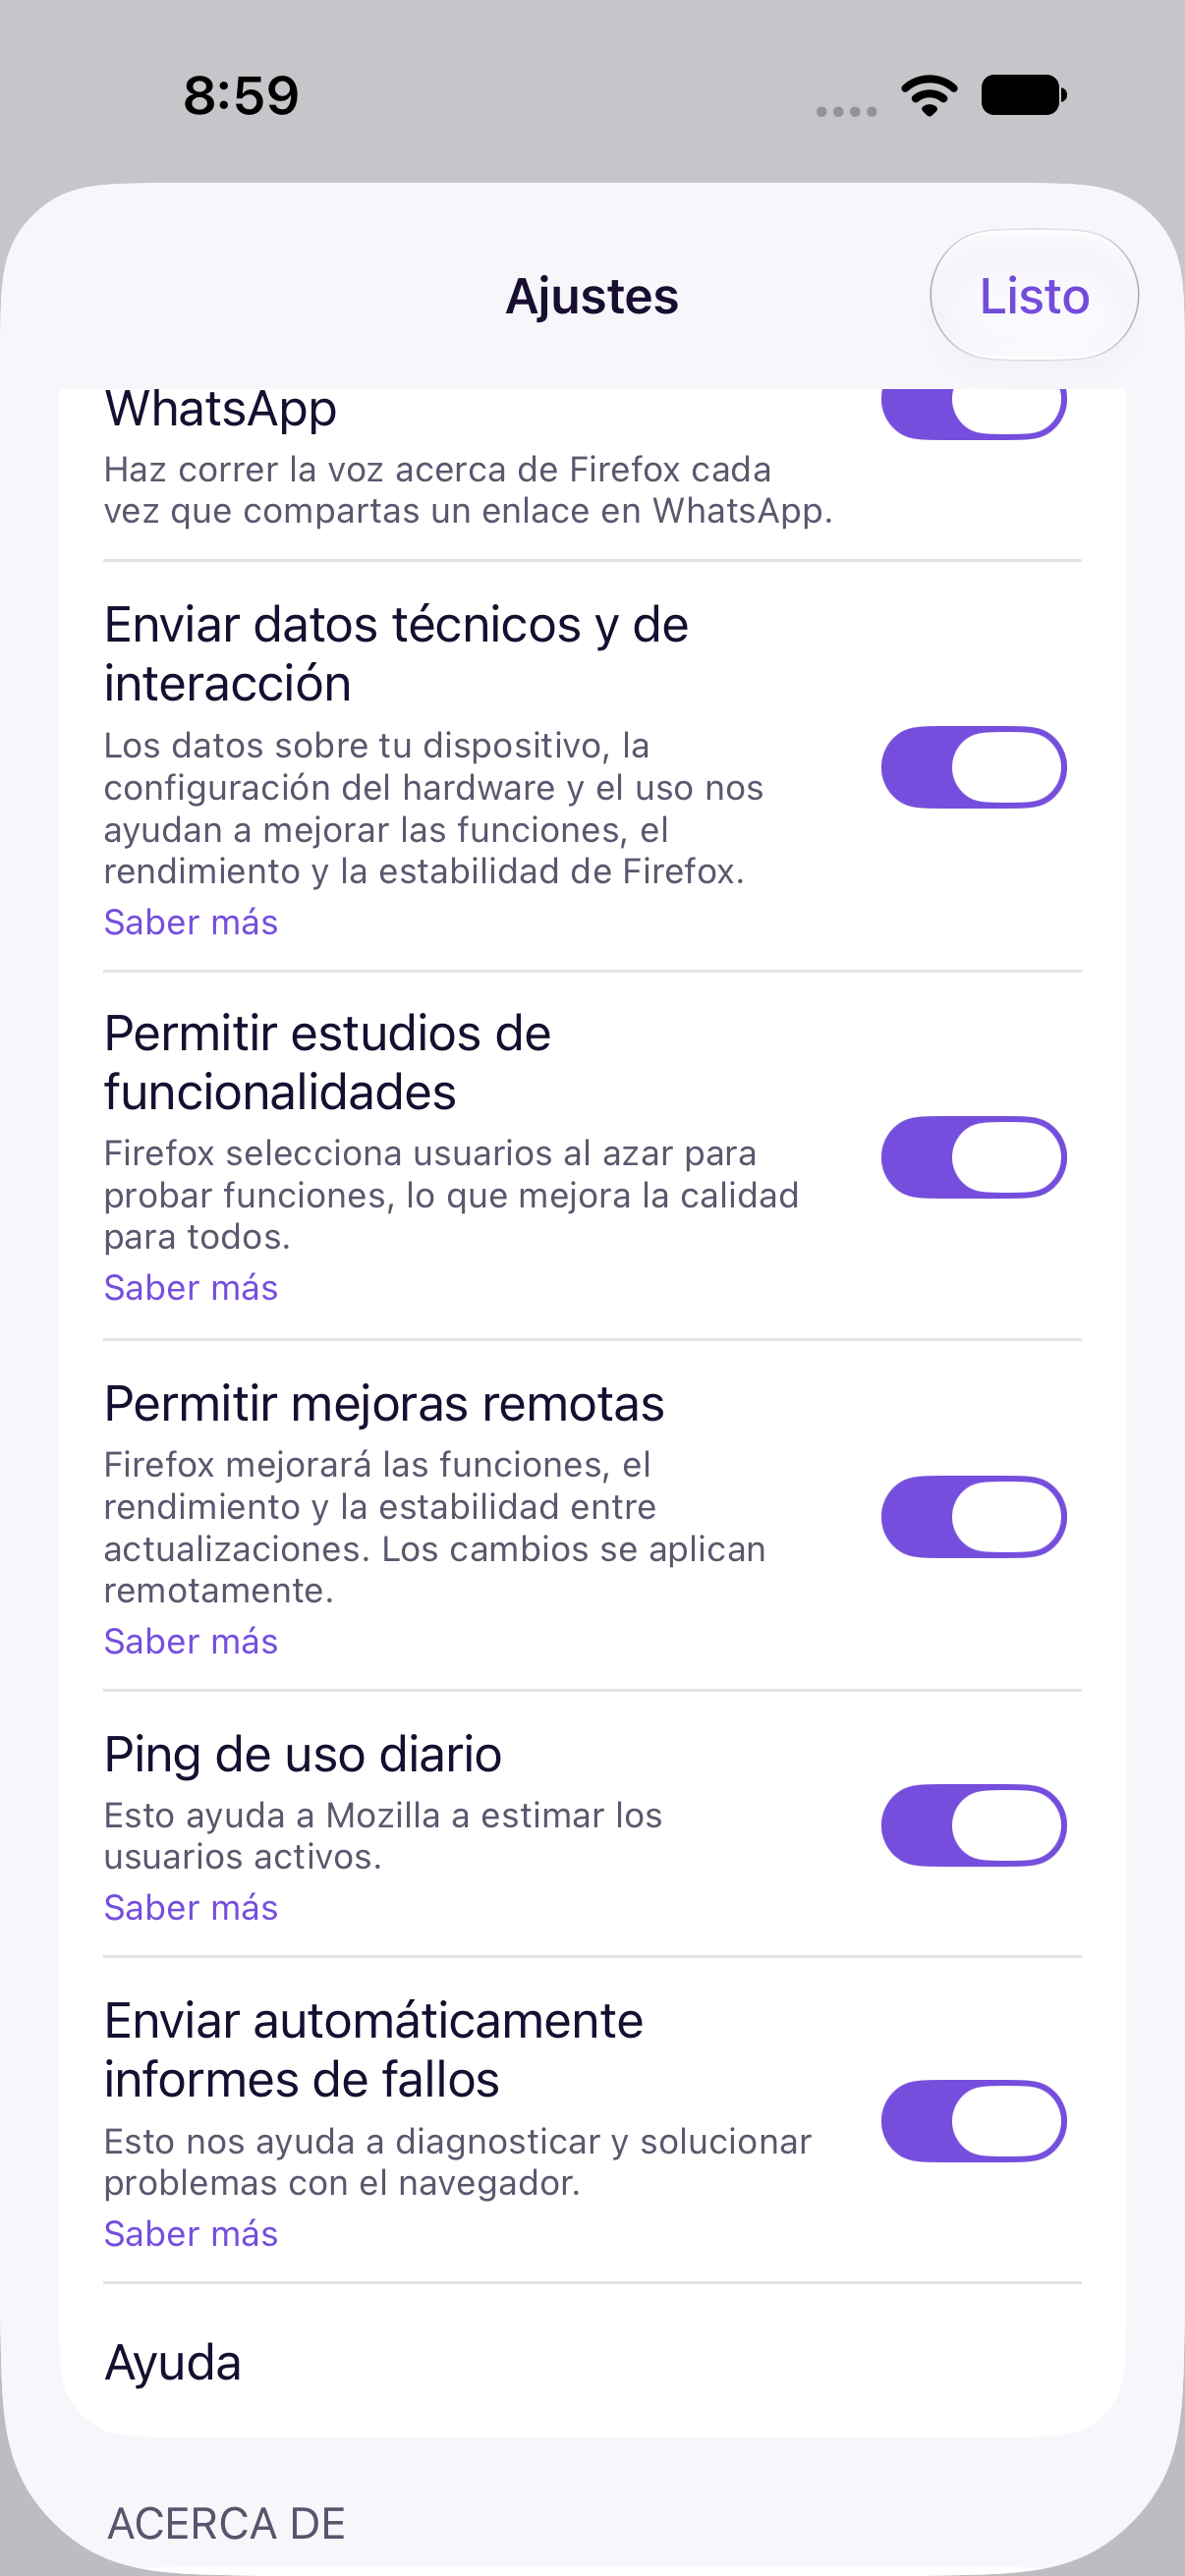 8:59
Ajustes
Listo
WhatsApp
Haz correr la voz acerca de Firefox cada
vez que compartas un enlace en WhatsApp.
Enviar datos técnicos y de
interacción
Los datos sobre tu dispositivo, la
configuración del hardware y el uso nos
ayudan a mejorar las funciones, el
rendimiento y la estabilidad de Firefox.
Saber más
Permitir estudios de
funcionalidades
Firefox selecciona usuarios al azar para
probar funciones, lo que mejora la calidad
para todos.
Saber más
Permitir mejoras remotas
Firefox mejorará las funciones, el
rendimiento y la estabilidad entre
actualizaciones. Los cambios se aplican
remotamente.
Saber más
Ping de uso diario
Esto ayuda a Mozilla a estimar los
usuarios activos.
Saber más
Enviar automáticamente
informes de fallos
Esto nos ayuda a diagnosticar y solucionar
problemas con el navegador.
Saber más
Ayuda
ACERCA DE